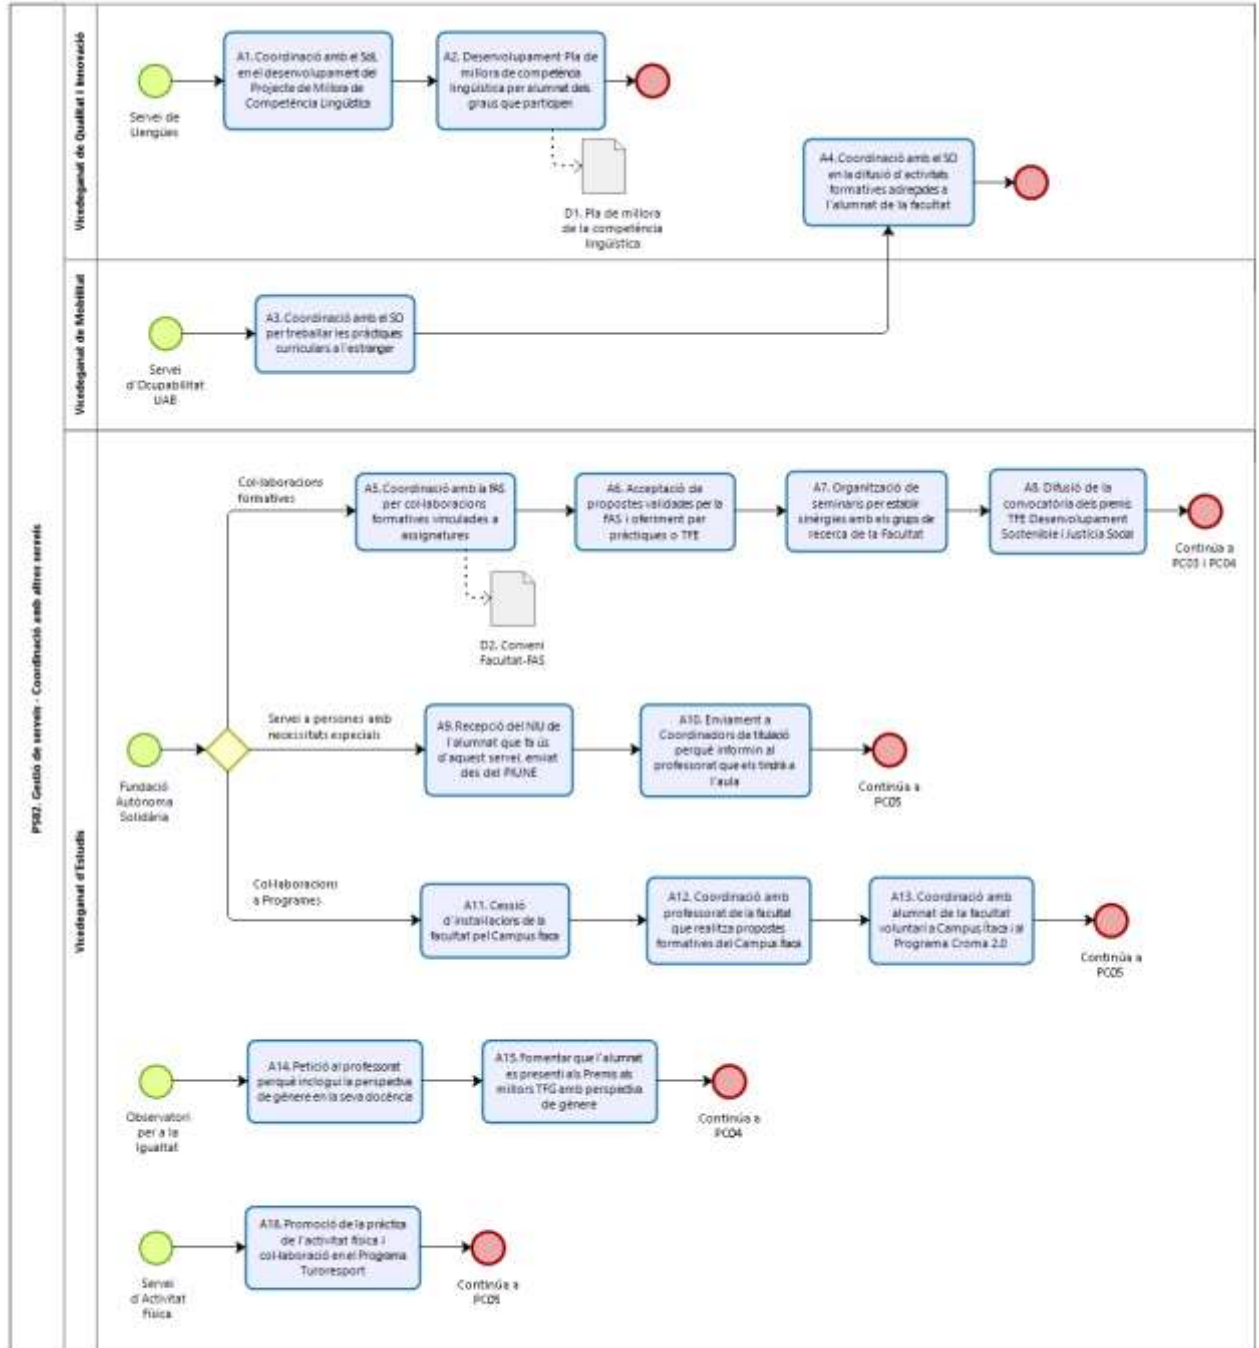 PS02. Gestió de serveis - Coordinació amb altres serveis
Vicedeganat de Qualitat i Innovació
Servei de
Llengües
A1. Coordinació amb el SdL
en el desenvolupament del
Projecte de Millora de
Competència Lingüística
A2. Desenvolupament Pla de
millora de competència
lingüística per alumnat dels
graus que participen
D1. Pla de millora
de la competència
lingüística
A4. Coordinació amb el SO
en la difusió d'activitats
formatives adreçades a
l'alumnat de la facultat
Vicedeganat de Mobilitat
Servei
d'Ocupabilitat
UAB
A3. Coordinació amb el SO
per treballar les pràctiques
curriculars a l'estranger
Vicedeganat d'Estudis
Fundació
Autònoma
Solidària
Col·laboracions
formatives
A5. Coordinació amb la FAS
per col·laboracions
formatives vinculades a
assignatures
D2. Conveni
Facultat-FAS
A6. Acceptació de
propostes validades per la
FAS i oferiment per
pràctiques o TFE
A7. Organització de
seminaris per establir
sinèrgies amb els grups de
recerca de la Facultat
A8. Difusió de la
convocatòria dels premis
TFE Desenvolupament
Sostenible i Justícia Social
Continúa a
PC03 i PC04
Servei a persones amb
necessitats especials
A9. Recepció del NIU de
l'alumnat que fa ús
d'aquest servei, enviat
des del PIUNE
A10. Enviament a
Coordinadors de titulació
perquè informin al
professorat que els tindrà a
l'aula
Continúa a
PC05
Col·laboracions
a Programes
A11. Cessió
d'instal·lacions de la
facultat pel Campus Ítaca
A12. Coordinació amb
professorat de la facultat
que realitza propostes
formatives del Campus Ítaca
A13. Coordinació amb
alumnat de la facultat
voluntari a Campus Ítaca i al
Programa Croma 2.0
Continúa a
PC05
Observatori
per a la
Igualtat
A14. Petició al professorat
perquè inclogui la perspectiva
de gènere en la seva docència
A15. Fomentar que l'alumnat
es presenti als Premis als
millors TFG amb perspectiva
de gènere
Continúa a
PC04
Servei
d'Activitat
Física
A16. Promoció de la pràctica
de l'activitat física i
col·laboració en el Programa
Turoresport
Continúa a
PC05